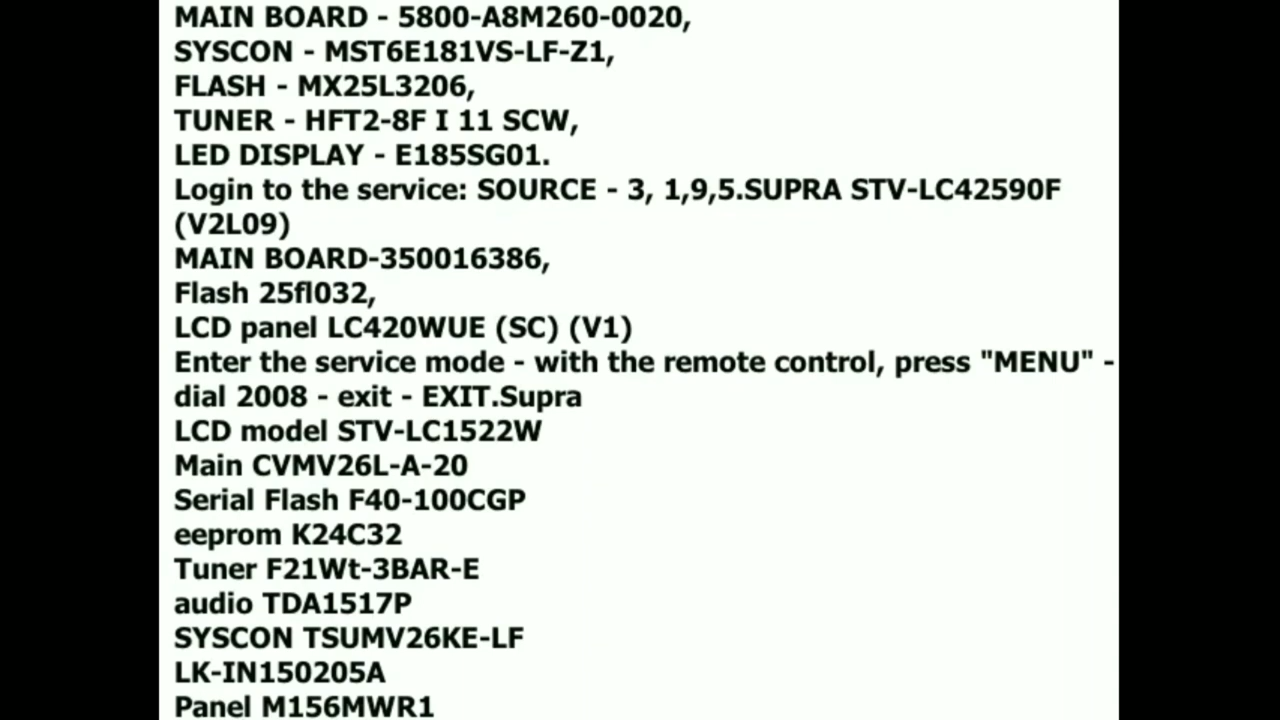 MAIN BOARD - 5800-A8M260-0020,
SYSCON - MST6E181VS-LF-Z1,
FLASH - MX25L3206,
TUNER - HFT2-8F I 11 SCW,
LED DISPLAY - E185SG01.
Login to the service: SOURCE - 3, 1,9,5.SUPRA STV-LC42590F
(V2L09)
MAIN BOARD-350016386,
Flash 25fl032,
LCD panel LC420WUE (SC) (V1)
Enter the service mode - with the remote control, press "MENU" -
dial 2008 - exit - EXIT.Supra
LCD model STV-LC1522W
Main CVMV26L-A-20
Serial Flash F40-100CGP
eeprom K24C32
Tuner F21Wt-3BAR-E
audio TDA1517P
SYSCON TSUMV26KE-LF
LK-IN150205A
Panel M156MWR1